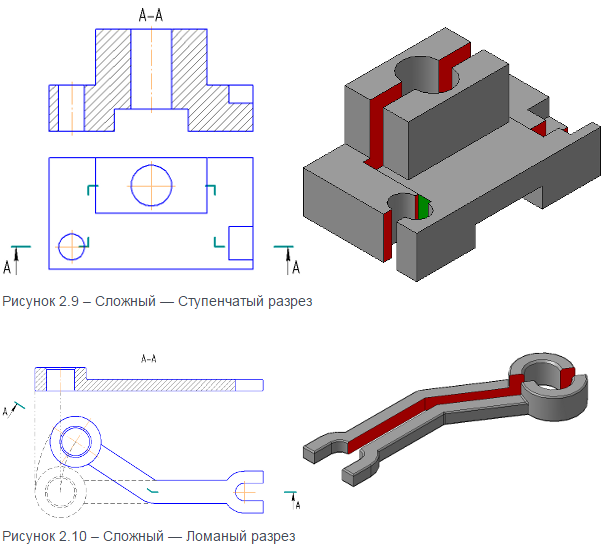 А–А
А
А
Рисунок 2.9 – Сложный — Ступенчатый разрез
А–А
А
А
Рисунок 2.10 – Сложный — Ломаный разрез